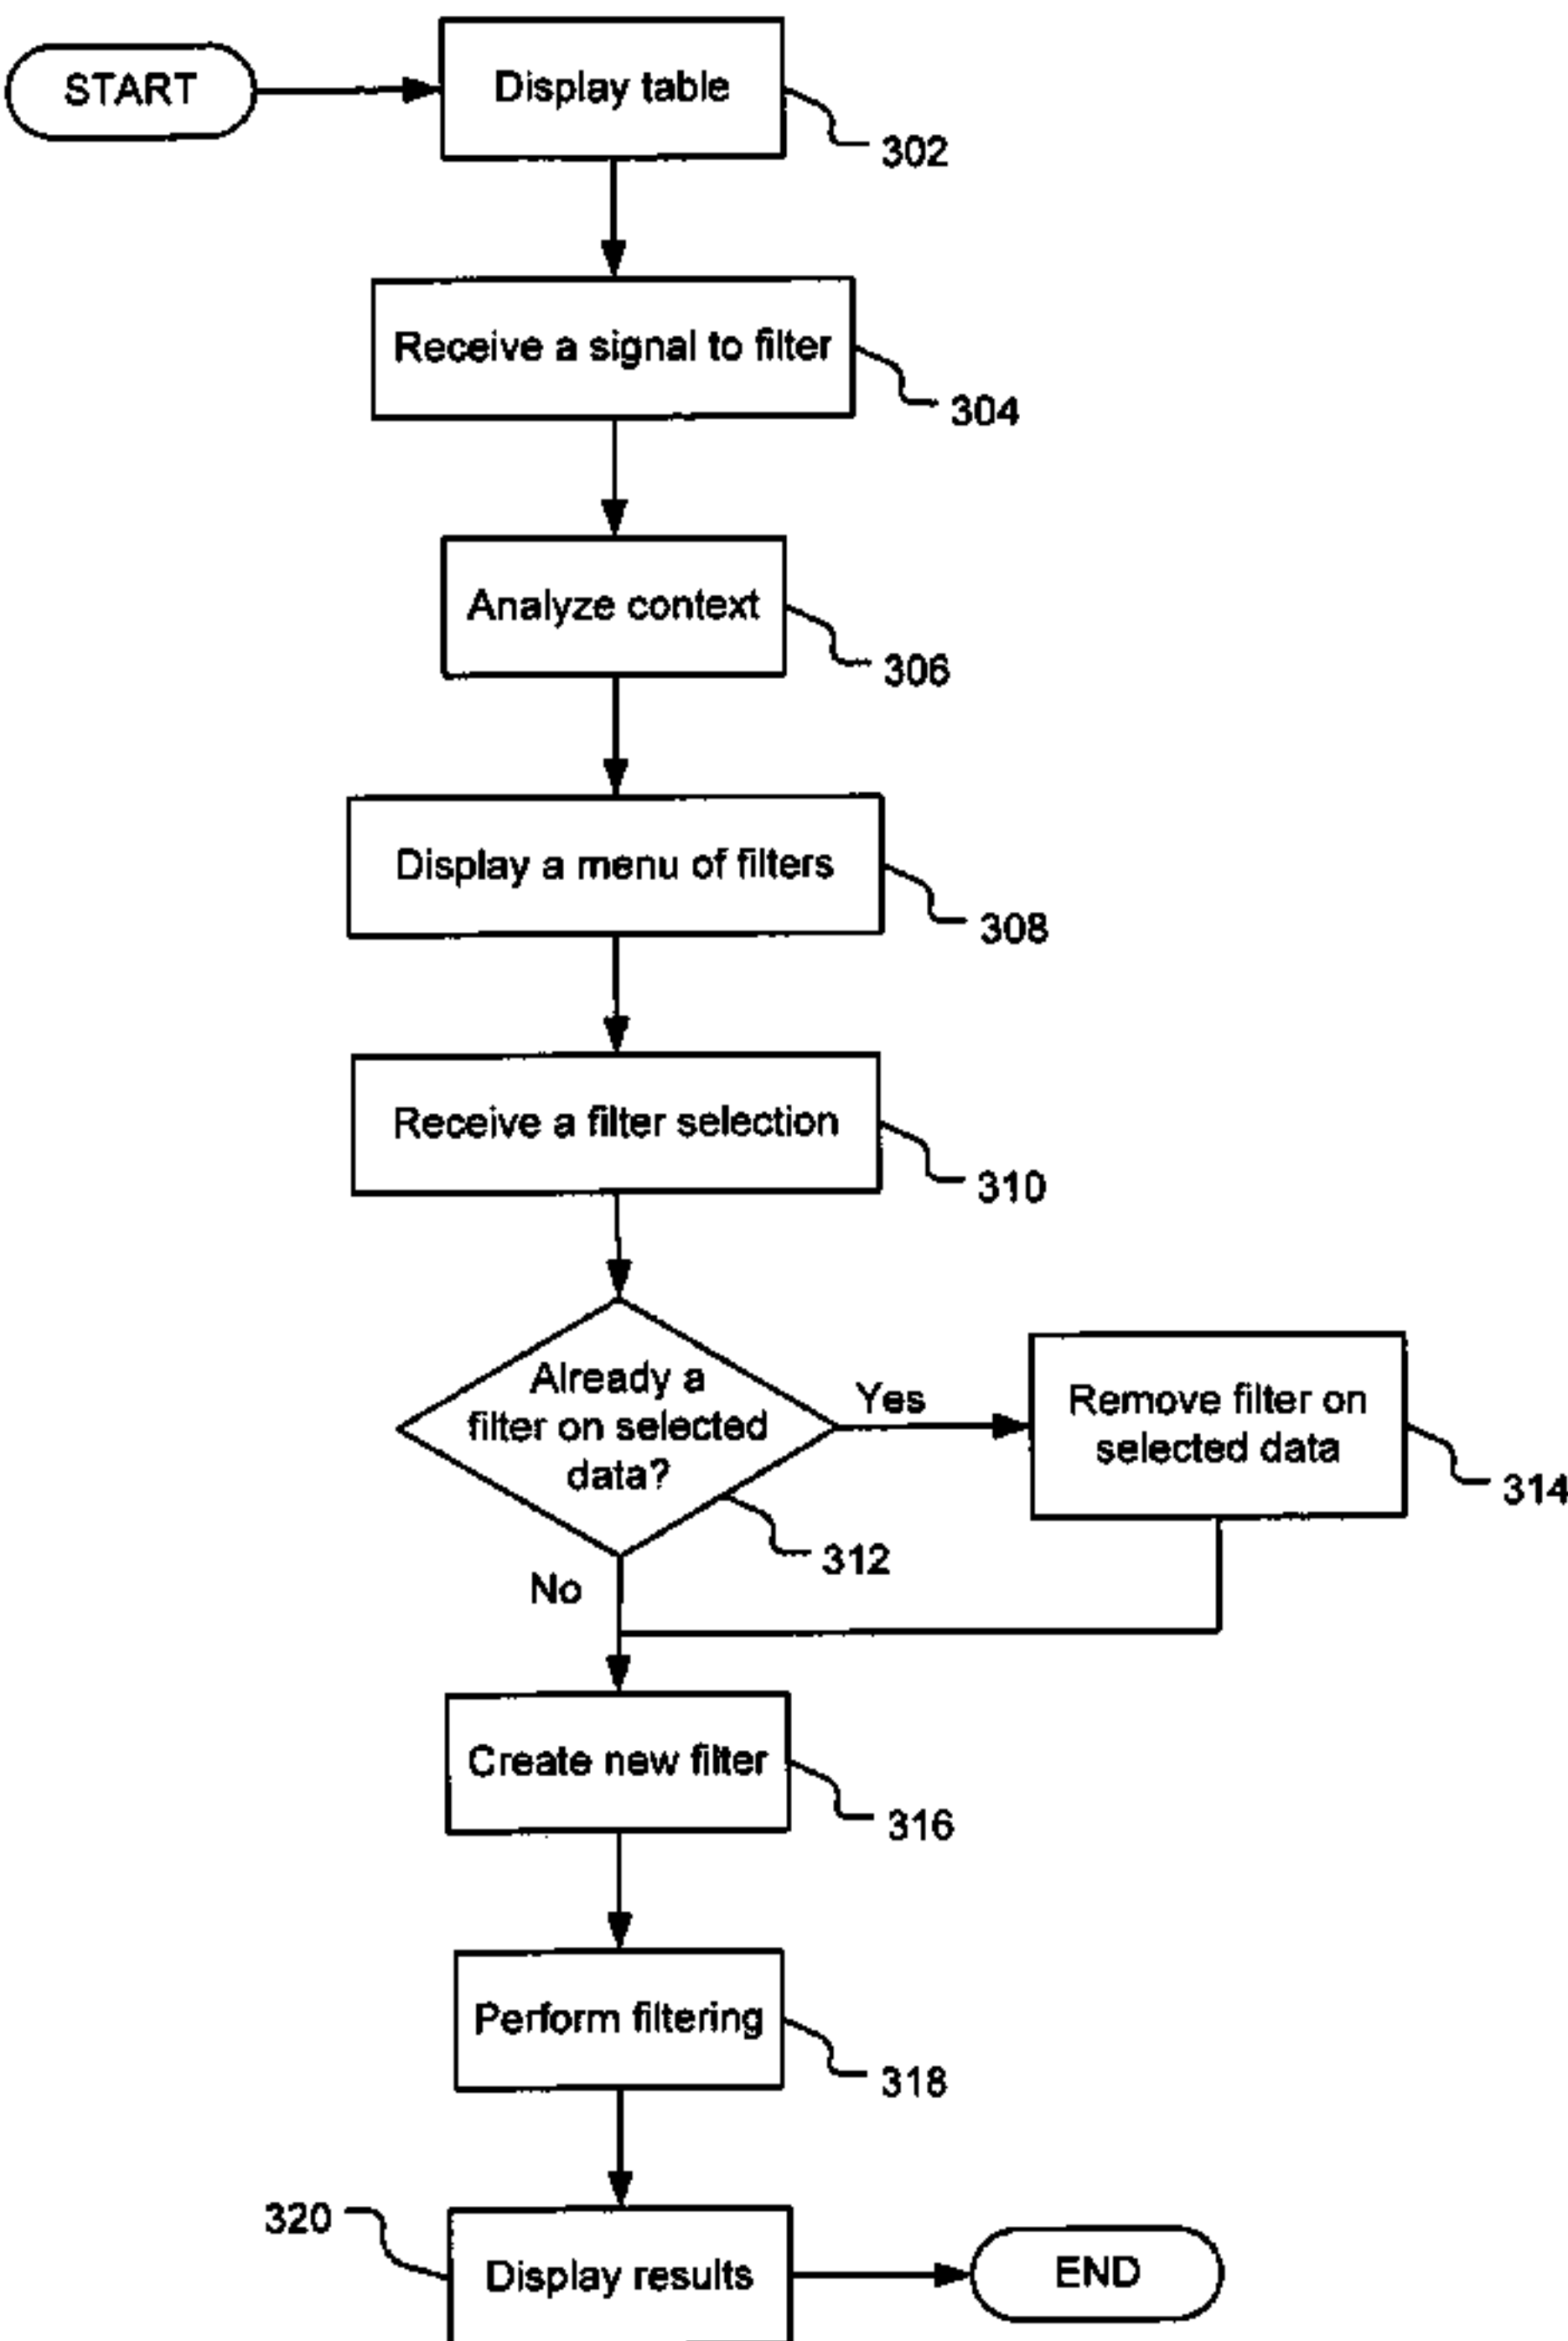 START
Display table
302
Receive a signal to filter
304
Analyze context
306
Display a menu of filters
308
Receive a filter selection
310
Already a
filter on selected
data?
312
Yes
Remove filter on
selected data
314
No
Create new filter
316
Perform filtering
318
320
Display results
END